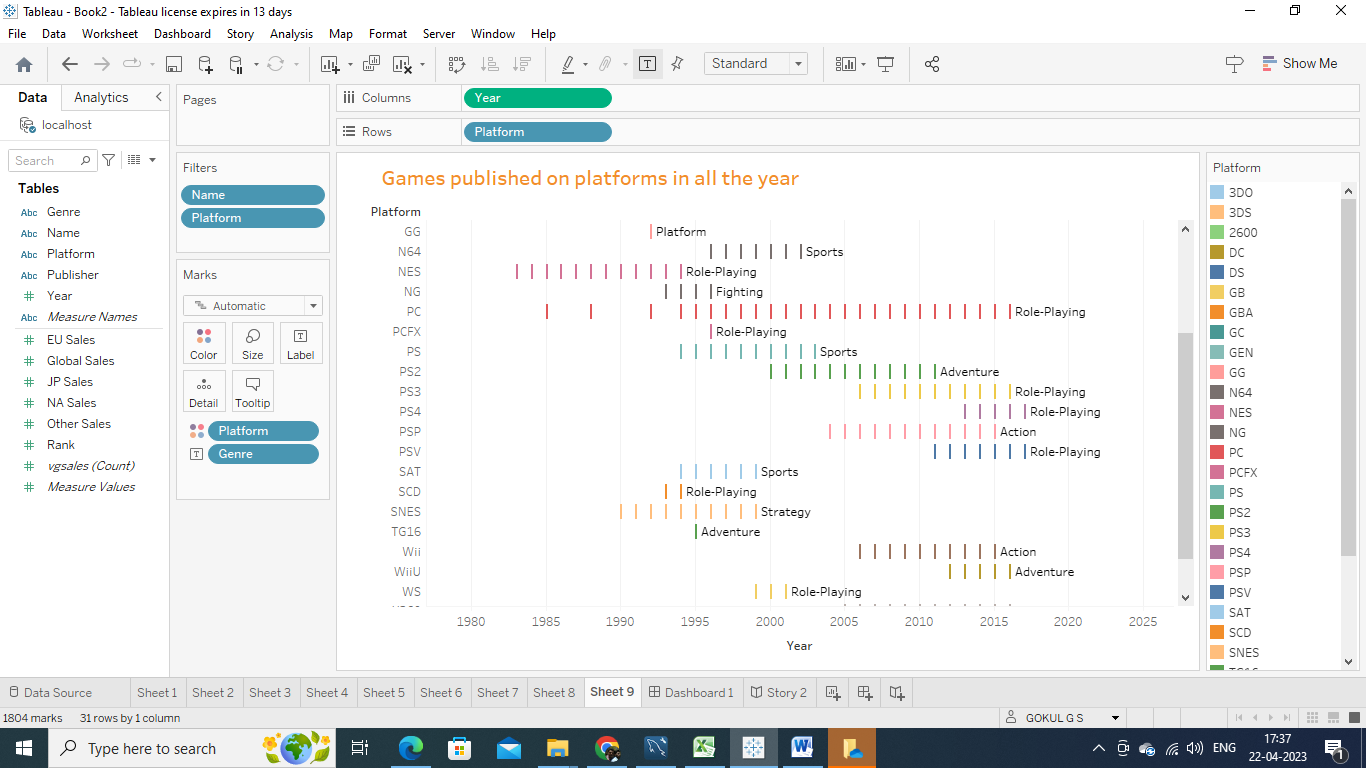 Tableau - Book2 - Tableau license expires in 13 days
File Data Worksheet Dashboard Story Analysis Map Format Server Window Help
Standard
Show Me
Data Analytics
localhost
Search
Tables
Abc Genre
Abc Name
Abc Platform
Abc Publisher
# Year
Abc Measure Names
# EU Sales
# Global Sales
# JP Sales
# NA Sales
# Other Sales
# Rank
# vgsales (Count)
# Measure Values
Pages
Filters
Name
Platform
Marks
Automatic
Color Size Label
Detail Tooltip
Platform
Genre
Columns Year
Rows Platform
Games published on platforms in all the year
Platform
GG Platform
N64 Sports
NES Role-Playing
NG Fighting
PC Role-Playing
PCFX Role-Playing
PS Sports
PS2 Adventure
PS3 Role-Playing
PS4 Role-Playing
PSP Action
PSV Role-Playing
SAT Sports
SCD Role-Playing
SNES Strategy
TG16 Adventure
Wii Action
WiiU Adventure
WS Role-Playing
1980 1985 1990 1995 2000 2005 2010 2015 2020 2025
Year
Platform
3DO
3DS
2600
DC
DS
GB
GBA
GC
GEN
GG
N64
NES
NG
PC
PCFX
PS
PS2
PS3
PS4
PSP
PSV
SAT
SCD
SNES
TG16
Data Source Sheet 1 Sheet 2 Sheet 3 Sheet 4 Sheet 5 Sheet 6 Sheet 7 Sheet 8 Sheet 9 Dashboard 1 Story 2
1804 marks 31 rows by 1 column GOKUL G S
Type here to search
ENG
17:37
22-04-2023
1